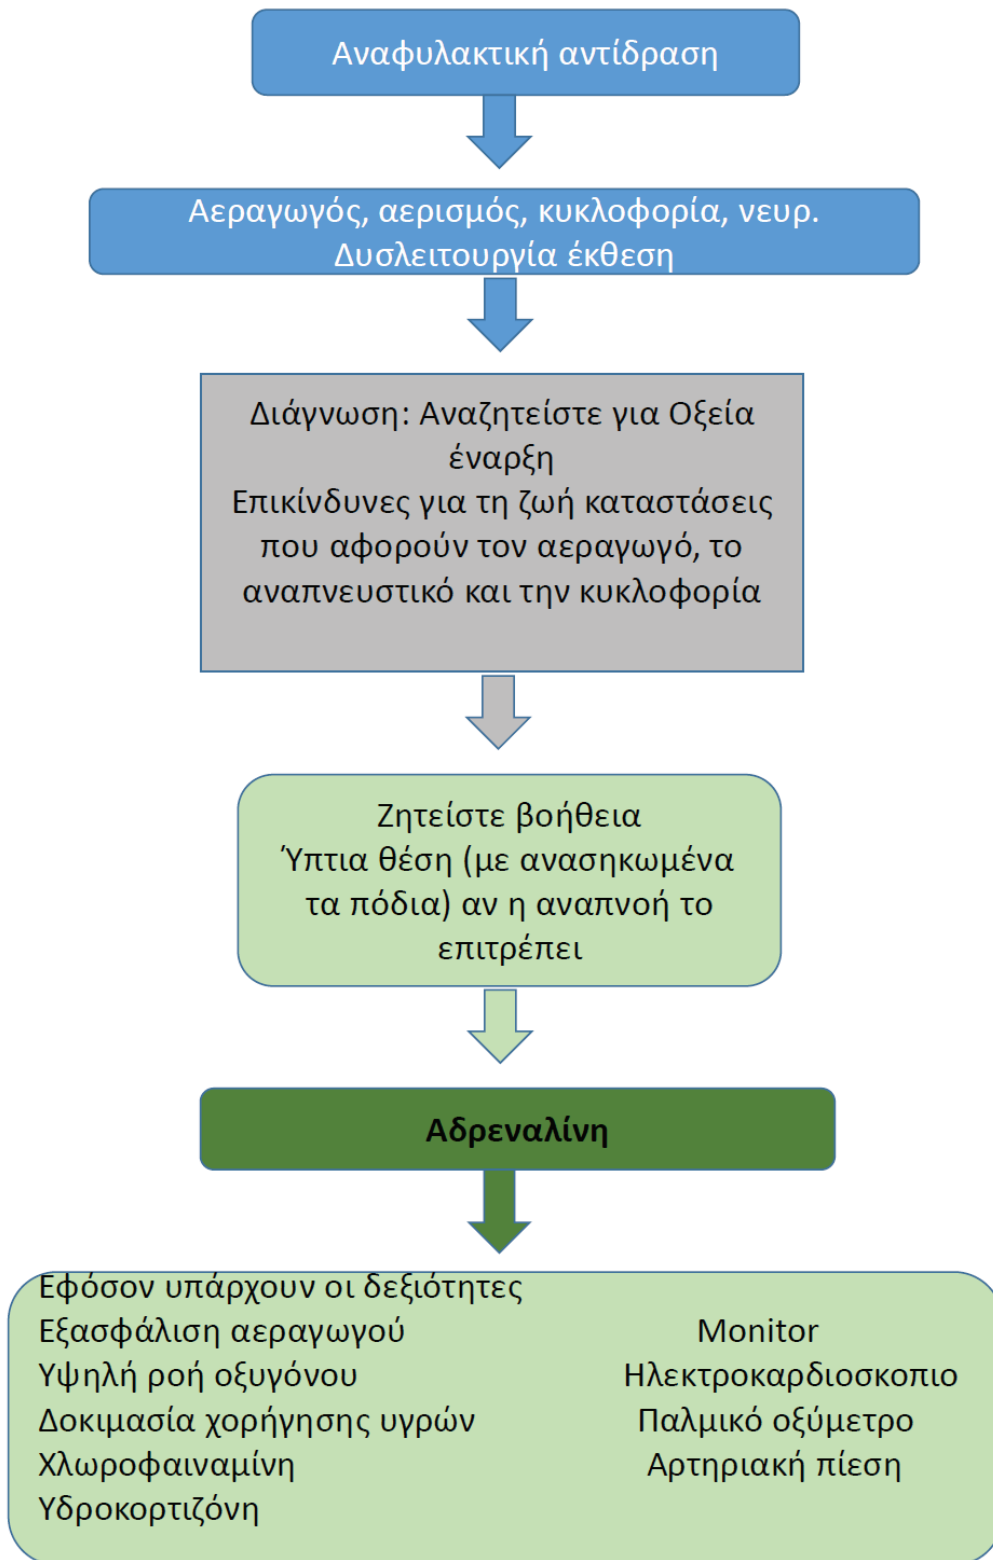 Αναφυλακτική αντίδραση
Αεραγωγός, αερισμός, κυκλοφορία, νευρ.
Δυσλειτουργία έκθεση
Διάγνωση: Αναζητείστε για Οξεία
έναρξη
Επικίνδυνες για τη ζωή καταστάσεις
που αφορούν τον αεραγωγό, το
αναπνευστικό και την κυκλοφορία
Ζητείστε βοήθεια
Ύπτια θέση (με ανασηκωμένα
τα πόδια) αν η αναπνοή το
επιτρέπει
Αδρεναλίνη
Εφόσον υπάρχουν οι δεξιότητες
Εξασφάλιση αεραγωγού
Υψηλή ροή οξυγόνου
Δοκιμασία χορήγησης υγρών
Χλωροφαιναμίνη
Υδροκορτιζόνη
Monitor
Ηλεκτροκαρδιοσκοπιο
Παλμικό οξύμετρο
Αρτηριακή πίεση